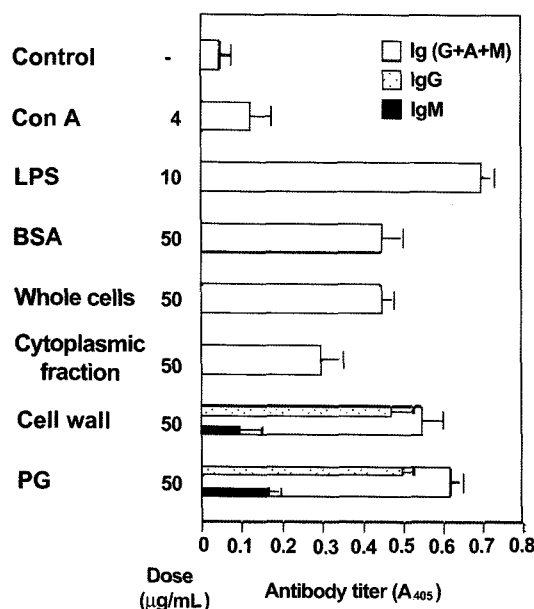 Control -
Con A 4
LPS 10
BSA 50
Whole cells 50
Cytoplasmic
fraction 50
Cell wall 50
PG 50
Ig (G+A+M)
IgG
IgM
0 0.1 0.2 0.3 0.4 0.5 0.6 0.7 0.8
Dose
(μg/mL)
Antibody titer (A405)